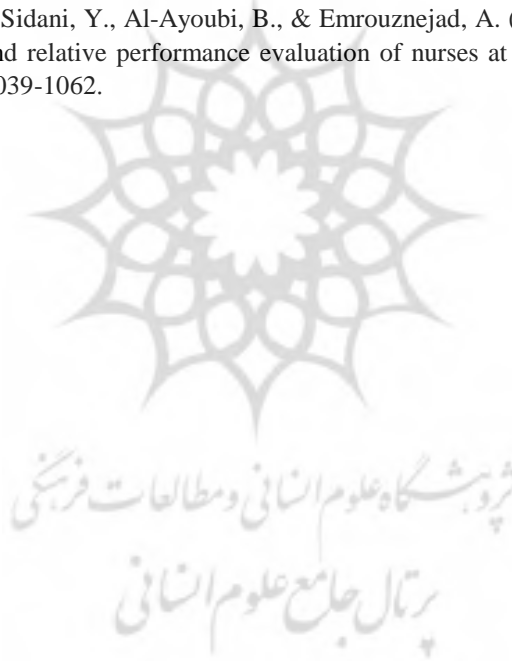 Sidani, Y., Al-Ayoubi, B., & Emrouznejad, A. (
nd relative performance evaluation of nurses at
039-1062.
پژوهشگاه علوم انسانی و مطالعات فرهنگی
پرتال جامع علوم انسانی